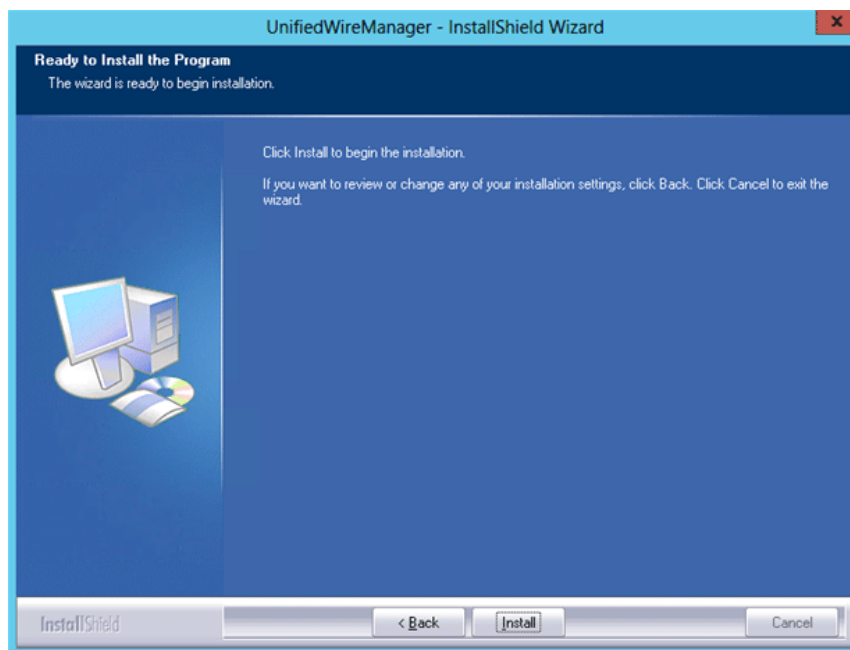 UnifiedWireManager - InstallShield Wizard
x
Ready to Install the Program
The wizard is ready to begin installation.
Click Install to begin the installation.
If you want to review or change any of your installation settings, click Back. Click Cancel to exit the
wizard.
InstallShield
< Back
Install
Cancel